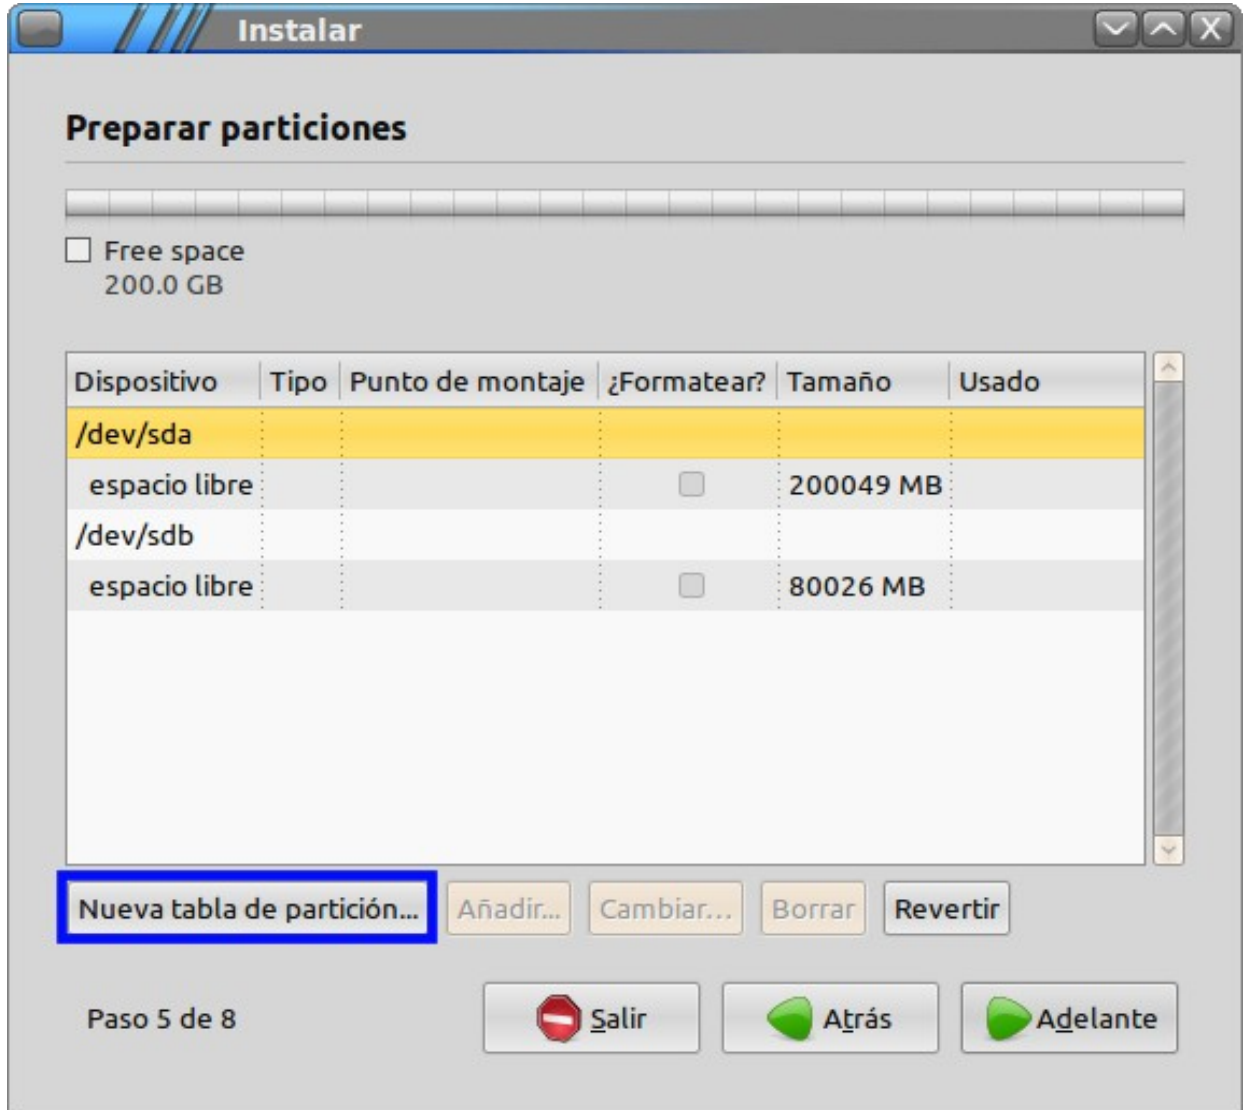 Instalar
Preparar particiones
Free space
200.0 GB
Dispositivo Tipo Punto de montaje ¿Formatear? Tamaño Usado
/dev/sda
espacio libre 200049 MB
/dev/sdb
espacio libre 80026 MB
Nueva tabla de partición... Añadir... Cambiar... Borrar Revertir
Paso 5 de 8 Salir Atrás Adelante